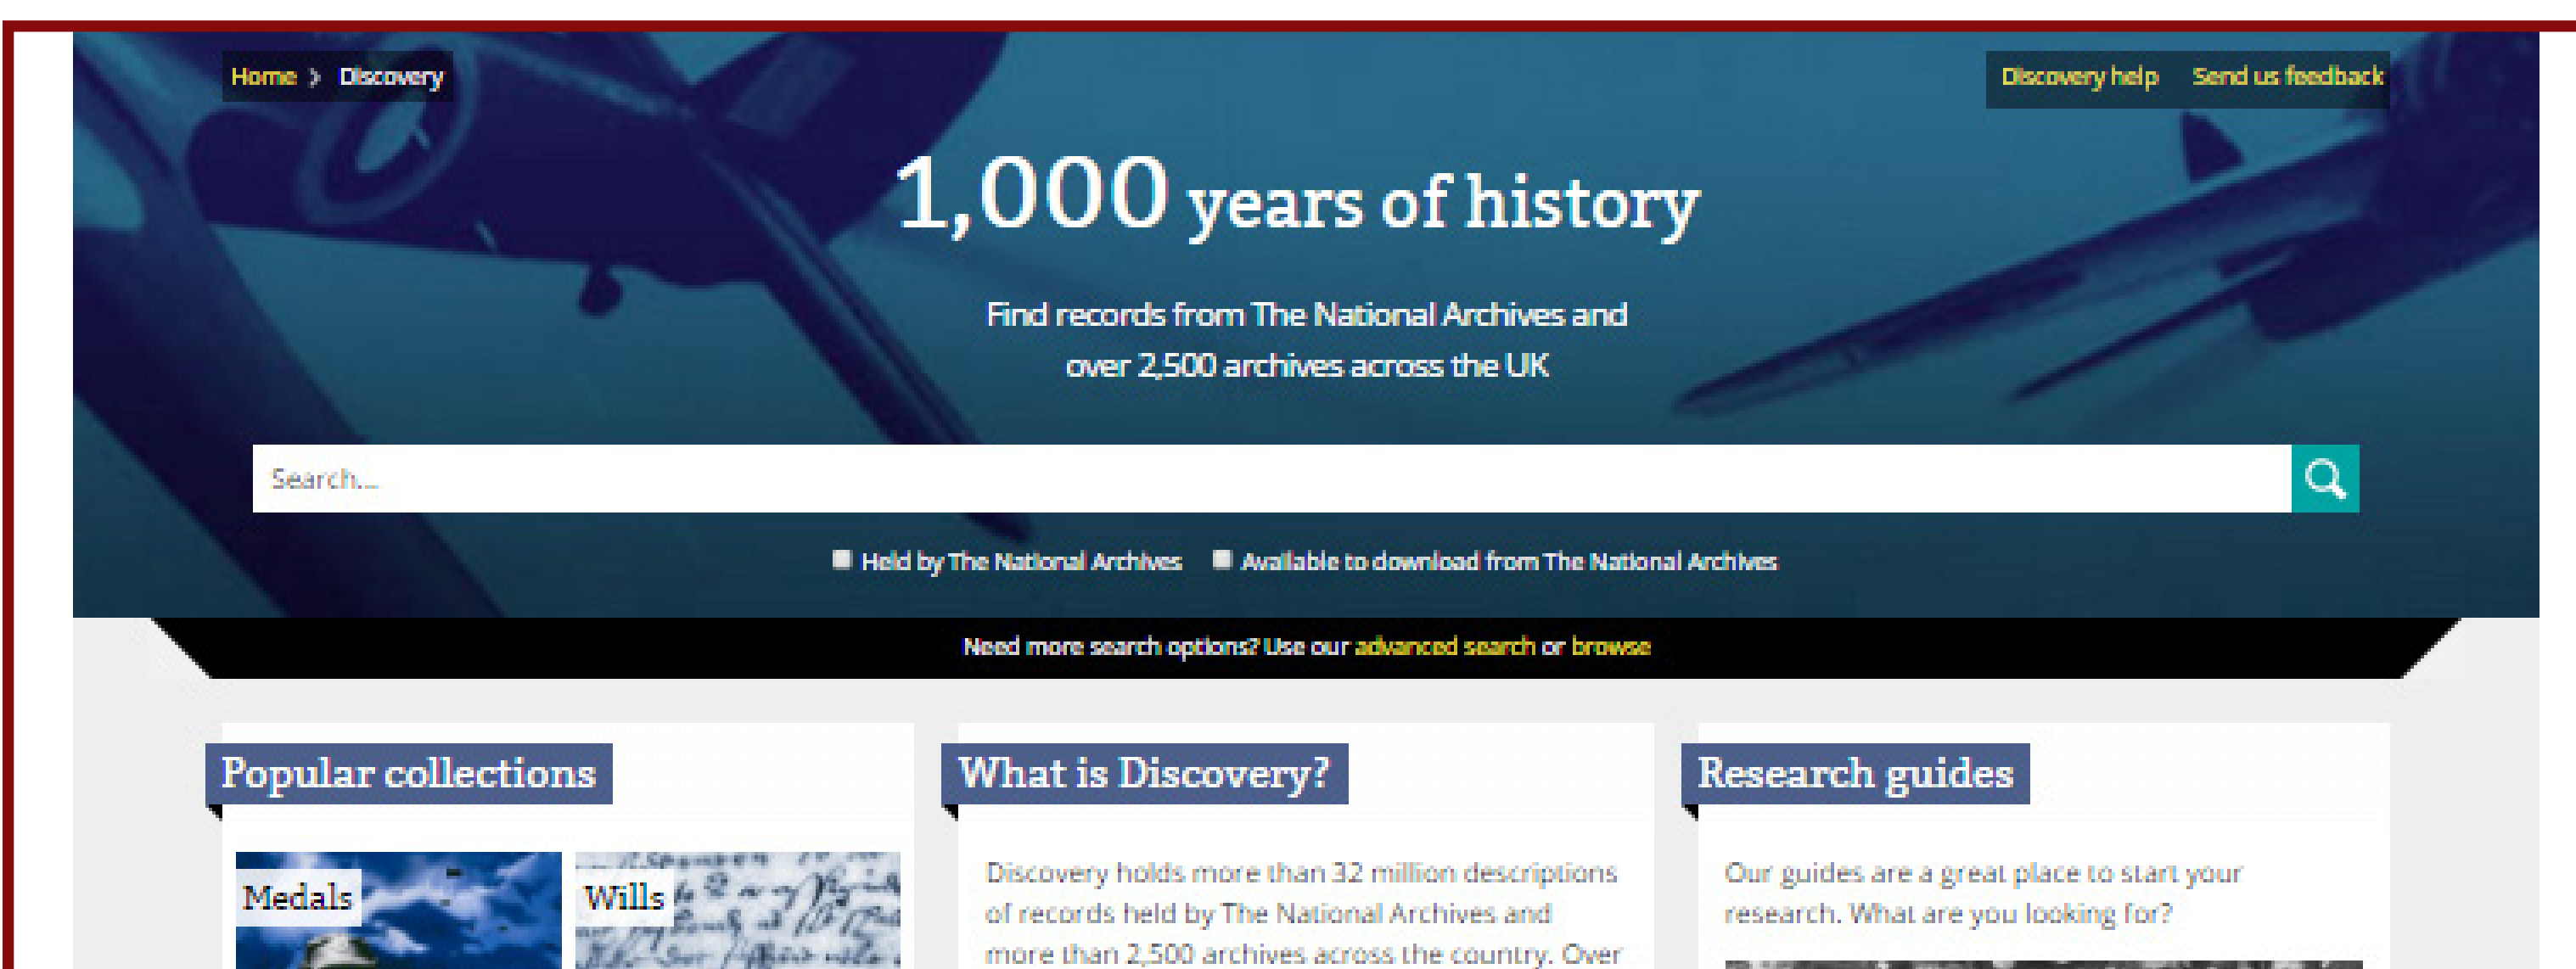 Home > Discovery
Discovery help Send us feedback
1,000 years of history
Find records from The National Archives and
over 2,500 archives across the UK
Search...
Held by The National Archives Available to download from The National Archives
Need more search options? Use our advanced search or browse
Popular collections
Medals Wills
What is Discovery?
Discovery holds more than 32 million descriptions
of records held by The National Archives and
more than 2,500 archives across the country. Over
Research guides
Our guides are a great place to start your
research. What are you looking for?